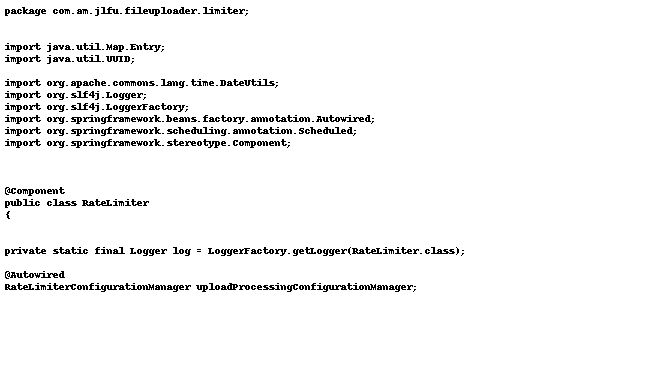 package com.am.jlfu.fileuploader.limiter;
import java.util.Map.Entry;
import java.util.UUID;
import org.apache.commons.lang.time.DateUtils;
import org.slf4j.Logger;
import org.slf4j.LoggerFactory;
import org.springframework.beans.factory.annotation.Autowired;
import org.springframework.scheduling.annotation.Scheduled;
import org.springframework.stereotype.Component;
@Component
public class RateLimiter
{
private static final Logger log = LoggerFactory.getLogger(RateLimiter.class);
@Autowired
RateLimiterConfigurationManager uploadProcessingConfigurationManager;